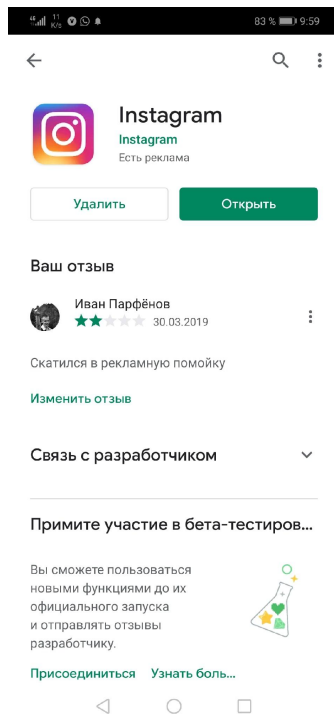 11
K/s
83 % 9:59
Instagram
Instagram
Есть реклама
Удалить
Открыть
Ваш отзыв
Иван Парфёнов
30.03.2019
Скатился в рекламную помойку
Изменить отзыв
Связь с разработчиком
Примите участие в бета-тестиров...
Вы сможете пользоваться
новыми функциями до их
официального запуска
и отправлять отзывы
разработчику.
Присоединиться Узнать боль...